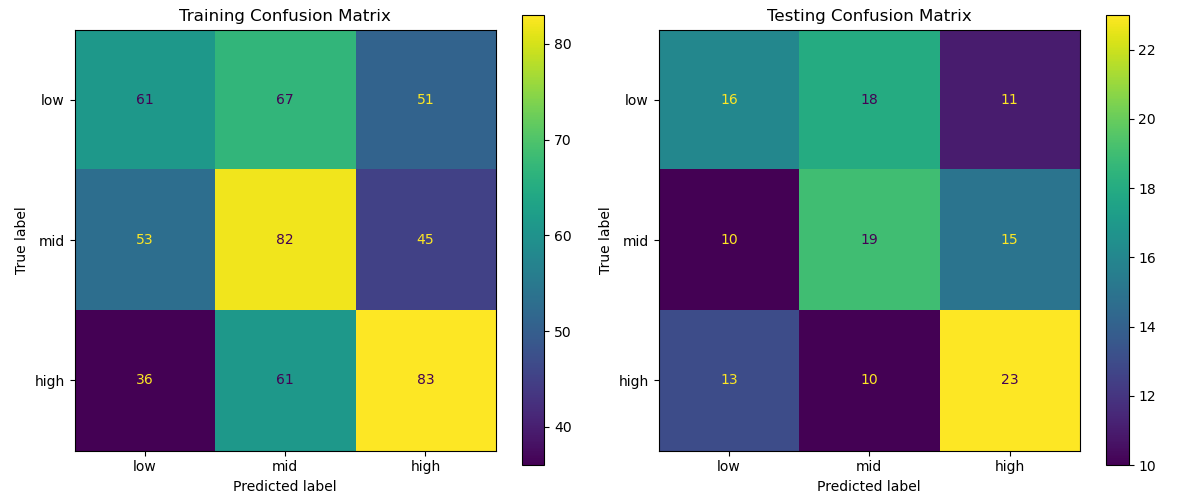 Training Confusion Matrix
low 61 67 51
mid 53 82 45
high 36 61 83
low mid high
Predicted label
True label
80
70
60
50
40
Testing Confusion Matrix
low 16 18 11
mid 10 19 15
high 13 10 23
low mid high
Predicted label
True label
22
20
18
16
14
12
10